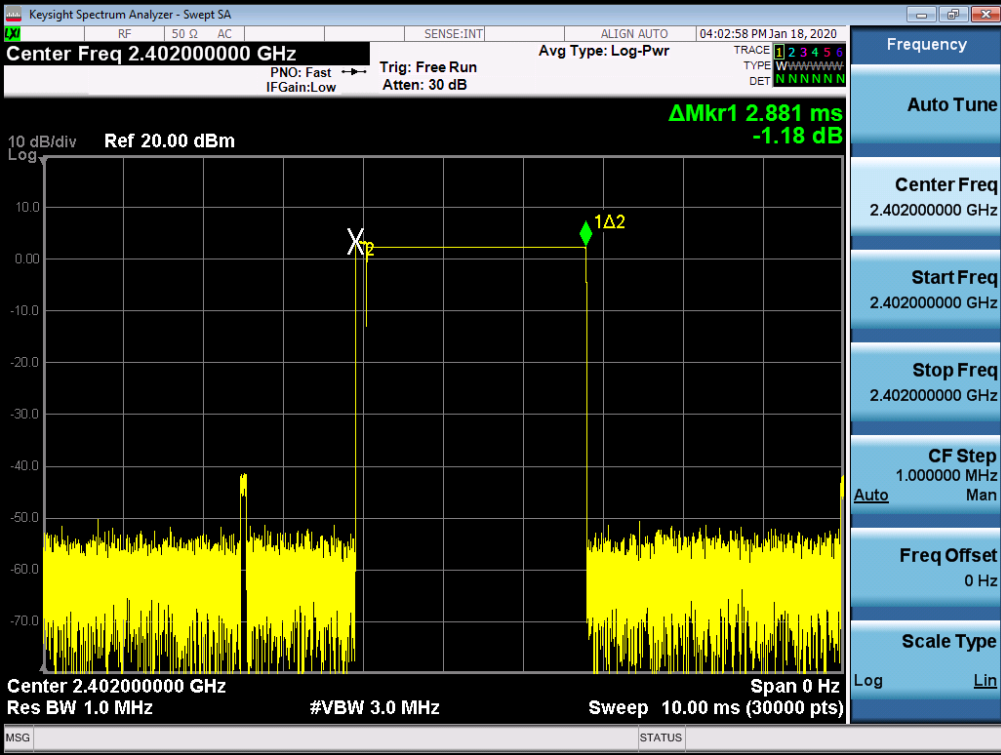 Keysight Spectrum Analyzer - Swept SA
LXI RF 50 Ω AC SENSE:INT ALIGN AUTO 04:02:58 PM Jan 18, 2020
Center Freq 2.402000000 GHz
PNO: Fast
IFGain:Low
Trig: Free Run
Atten: 30 dB
Avg Type: Log-Pwr
TRACE 1 2 3 4 5 6
TYPE W W W W W W
DET N N N N N N
ΔMkr1 2.881 ms
-1.18 dB
10 dB/div Ref 20.00 dBm
Log
10.0
0.00
-10.0
-20.0
-30.0
-40.0
-50.0
-60.0
-70.0
2
1Δ2
Center 2.402000000 GHz Span 0 Hz
Res BW 1.0 MHz #VBW 3.0 MHz Sweep 10.00 ms (30000 pts)
MSG STATUS
Frequency
Auto Tune
Center Freq
2.402000000 GHz
Start Freq
2.402000000 GHz
Stop Freq
2.402000000 GHz
CF Step
1.000000 MHz
Auto Man
Freq Offset
0 Hz
Scale Type
Log Lin